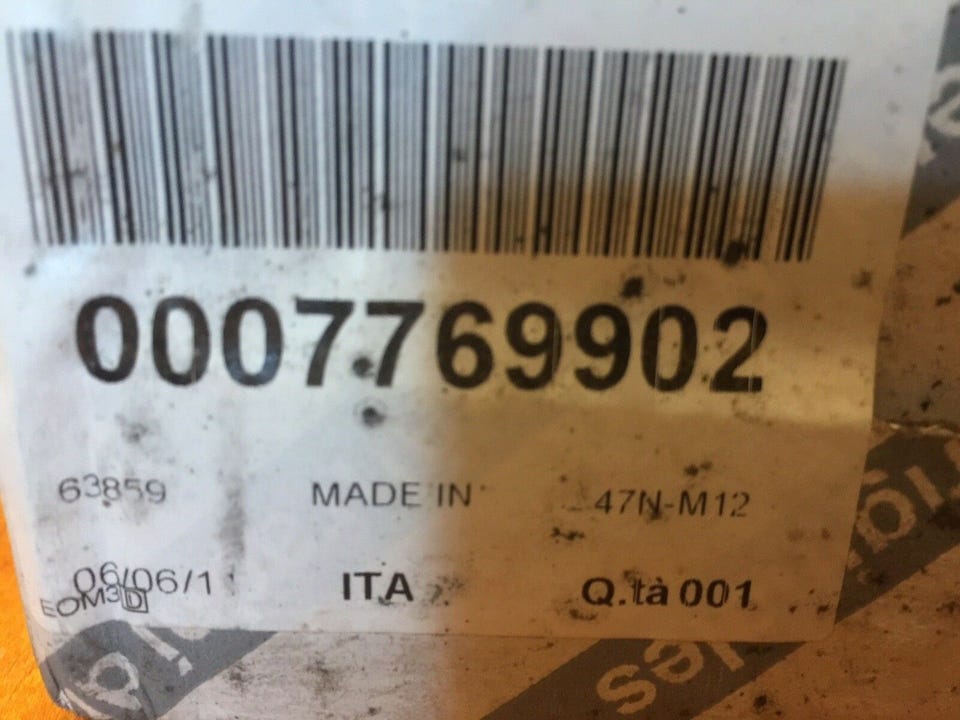 0007769902
63859 MADE IN 47N-M12
06/06/1 ITA Q.tà 001
EOM3D